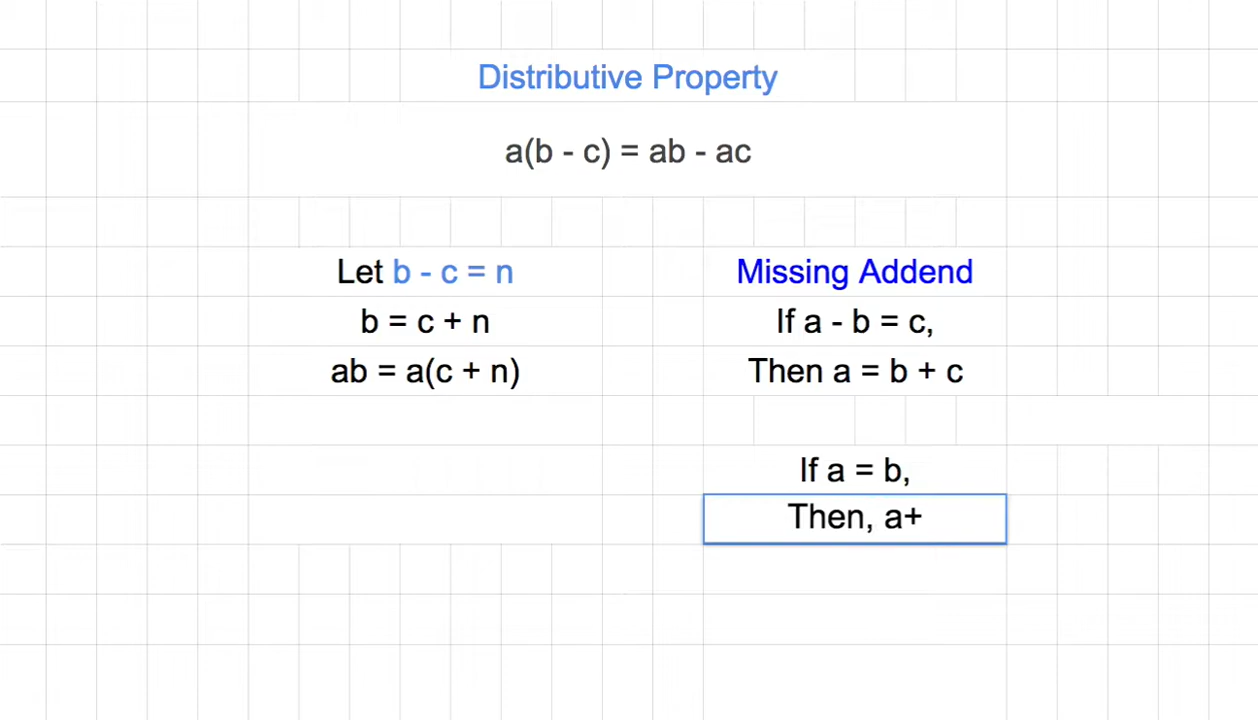 Distributive Property
a(b - c) = ab - ac
Let b - c = n
b = c + n
ab = a(c + n)
Missing Addend
If a - b = c,
Then a = b + c
If a = b,
Then, a+